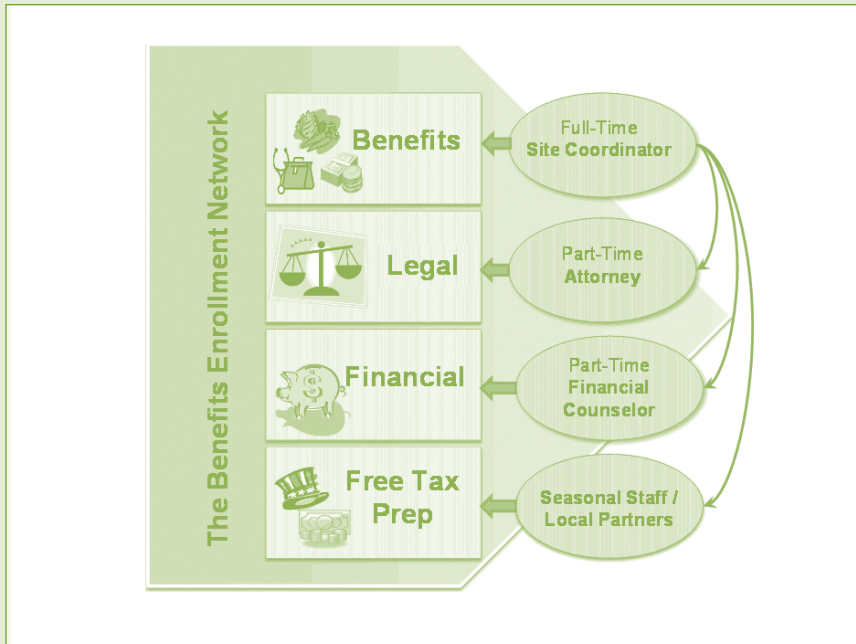 The Benefits Enrollment Network
Benefits
Full-Time
Site Coordinator
Legal
Part-Time
Attorney
Financial
Part-Time
Financial
Counselor
Free Tax
Prep
Seasonal Staff /
Local Partners